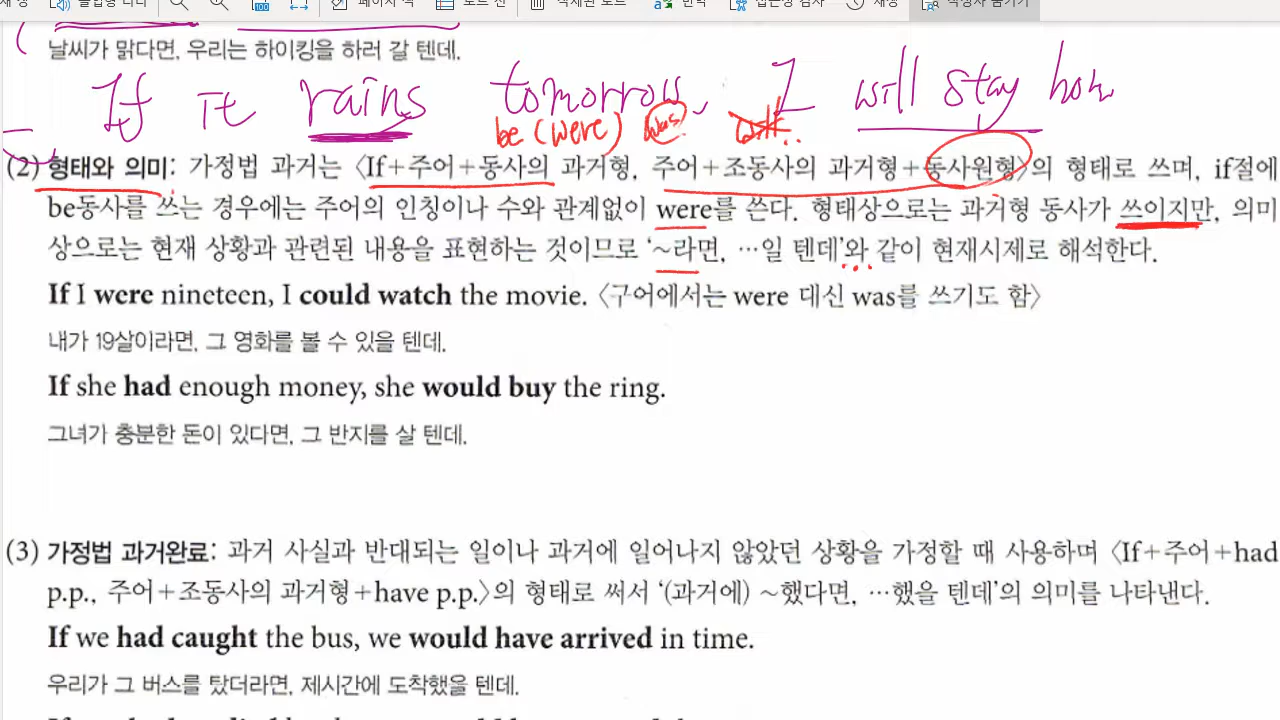 페이지 색
날씨가 맑다면, 우리는 하이킹을 하러 갈 텐데.
If it rains tomorrow, I will stay hom
be (were) was
(2) 형태와 의미: 가정법 과거는 〈If+주어+동사의 과거형, 주어+조동사의 과거형+동사원형〉의 형태로 쓰며, if절에
be동사를 쓰는 경우에는 주어의 인칭이나 수와 관계없이 were를 쓴다. 형태상으로는 과거형 동사가 쓰이지만, 의미
상으로는 현재 상황과 관련된 내용을 표현하는 것이므로 ‘~라면, …일 텐데’와 같이 현재시제로 해석한다.
If I were nineteen, I could watch the movie. 〈구어에서는 were 대신 was를 쓰기도 함〉
내가 19살이라면, 그 영화를 볼 수 있을 텐데.
If she had enough money, she would buy the ring.
그녀가 충분한 돈이 있다면, 그 반지를 살 텐데.
(3) 가정법 과거완료: 과거 사실과 반대되는 일이나 과거에 일어나지 않았던 상황을 가정할 때 사용하며 〈If+주어+had
p.p., 주어+조동사의 과거형+have p.p.〉의 형태로 써서 ‘(과거에) ~했다면, …했을 텐데’의 의미를 나타낸다.
If we had caught the bus, we would have arrived in time.
우리가 그 버스를 탔더라면, 제시간에 도착했을 텐데.